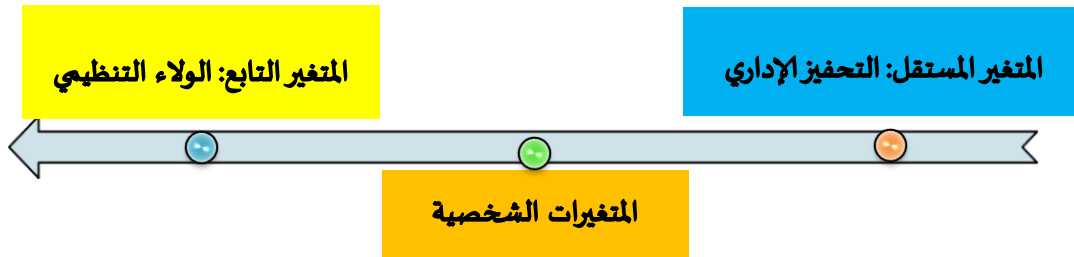 المتغير المستقل: التحفيز الإداري
المتغير التابع: الولاء التنظيمي
المتغيرات الشخصية